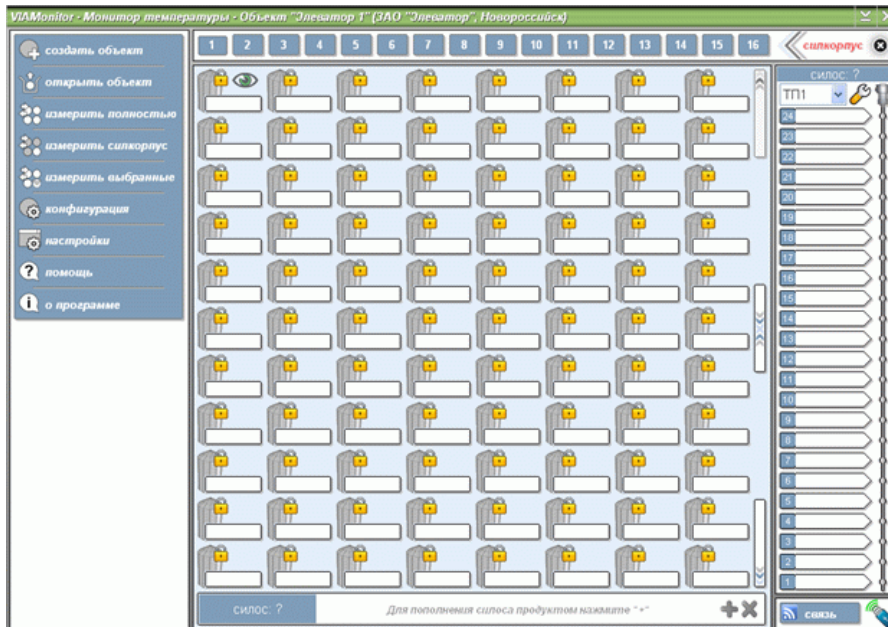 VIAMonitor - Монитор температуры - Объект "Элеватор 1" (ЗАО "Элеватор", Новороссийск)
создать объект
открыть объект
измерить полностью
измерить силкорпус
измерить выбранные
конфигурация
настройки
помощь
о программе
1 2 3 4 5 6 7 8 9 10 11 12 13 14 15 16
силкорпус
силос: ?
ТП1
24
23
22
21
20
19
18
17
16
15
14
13
12
11
10
9
8
7
6
5
4
3
2
1
силос: ?
Для пополнения силоса продуктом нажмите "+"
связь